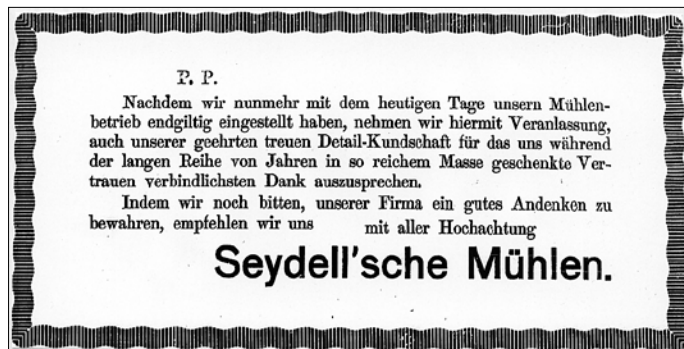 P. P.
Nachdem wir nunmehr mit dem heutigen Tage unsern Mühlen-
betrieb endgiltig eingestellt haben, nehmen wir hiermit Veranlassung,
auch unserer geehrten treuen Detail-Kundschaft für das uns während
der langen Reihe von Jahren in so reichem Masse geschenkte Ver-
trauen verbindlichsten Dank auszusprechen.
Indem wir noch bitten, unserer Firma ein gutes Andenken zu
bewahren, empfehlen wir uns mit aller Hochachtung
Seydell'sche Mühlen.